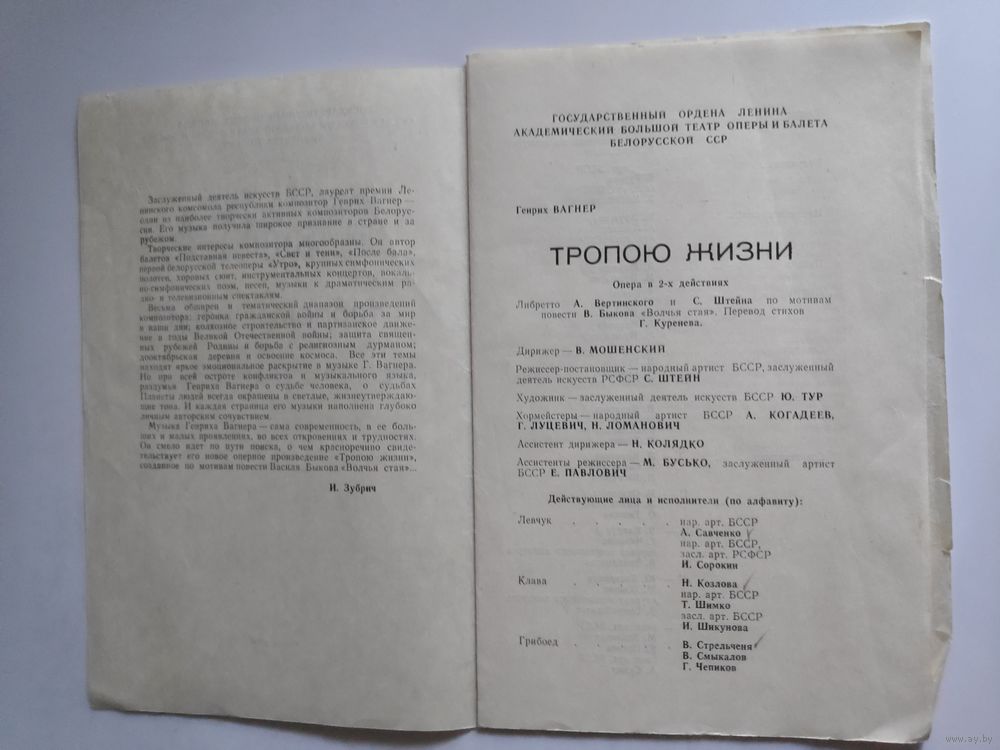 Заслуженный деятель искусств БССР, лауреат премии Ле-
нинского комсомола республики композитор Генрих Вагнер —
один из наиболее творчески активных композиторов Белорус-
сии. Его музыка получила широкое признание в стране и за
рубежом.
Творческие интересы композитора многообразны. Он автор
балетов «Подставная невеста», «Свет и тени», «После бала»,
первой белорусской телеоперы «Утро», крупных симфонических
полотен, хоровых сюит, инструментальных концертов, вокаль-
но-симфонических поэм, песен, музыки к драматическим ра-
дио- и телевизионным спектаклям.
Весьма обширен и тематический диапазон произведений
композитора: героика гражданской войны и борьба за мир
в наши дни; колхозное строительство и партизанское движе-
ние в годы Великой Отечественной войны; защита священ-
ных рубежей Родины и борьба с религиозным дурманом;
дооктябрьская деревня и освоение космоса. Все эти темы
находят яркое эмоциональное раскрытие в музыке Г. Вагнера.
Но при всей остроте конфликтов и музыкального языка,
раздумья Генриха Вагнера о судьбе человека, о судьбах
Планеты людей всегда окрашены в светлые, жизнеутверждаю-
щие тона. И каждая страница его музыки наполнена глубоко
личным авторским сочувствием.
Музыка Генриха Вагнера — сама современность, в ее боль-
ших и малых проявлениях, во всех откровениях и трудностях.
Он смело идет по пути поиска, о чем красноречиво свиде-
тельствует его новое оперное произведение «Тропою жизни»,
созданное по мотивам повести Василя Быкова «Волчья стая»...
И. Зубрич
ГОСУДАРСТВЕННЫЙ ОРДЕНА ЛЕНИНА
АКАДЕМИЧЕСКИЙ БОЛЬШОЙ ТЕАТР ОПЕРЫ И БАЛЕТА
БЕЛОРУССКОЙ ССР
Генрих ВАГНЕР
ТРОПОЮ ЖИЗНИ
Опера в 2-х действиях
Либретто А. Вертинского и С. Штейна по мотивам
повести В. Быкова «Волчья стая». Перевод стихов
Г. Куренева.
Дирижер — В. МОШЕНСКИЙ
Режиссер-постановщик — народный артист БССР, заслуженный
деятель искусств РСФСР С. ШТЕЙН
Художник — заслуженный деятель искусств БССР Ю. ТУР
Хормейстеры — народный артист БССР А. КОГАДЕЕВ,
Г. ЛУЦЕВИЧ, Н. ЛОМАНОВИЧ
Ассистент дирижера — Н. КОЛЯДКО
Ассистенты режиссера — М. БУСЬКО, заслуженный артист
БССР Е. ПАВЛОВИЧ
Действующие лица и исполнители (по алфавиту):
Левчук . . . . . нар. арт. БССР
А. Савченко
нар. арт. БССР,
засл. арт. РСФСР
И. Сорокин
Клава . . . . . Н. Козлова
нар. арт. БССР
Т. Шимко
засл. арт. БССР
И. Шикунова
Грибоед . . . . . В. Стрельченя
В. Смыкалов
Г. Чепиков
www.ay.by